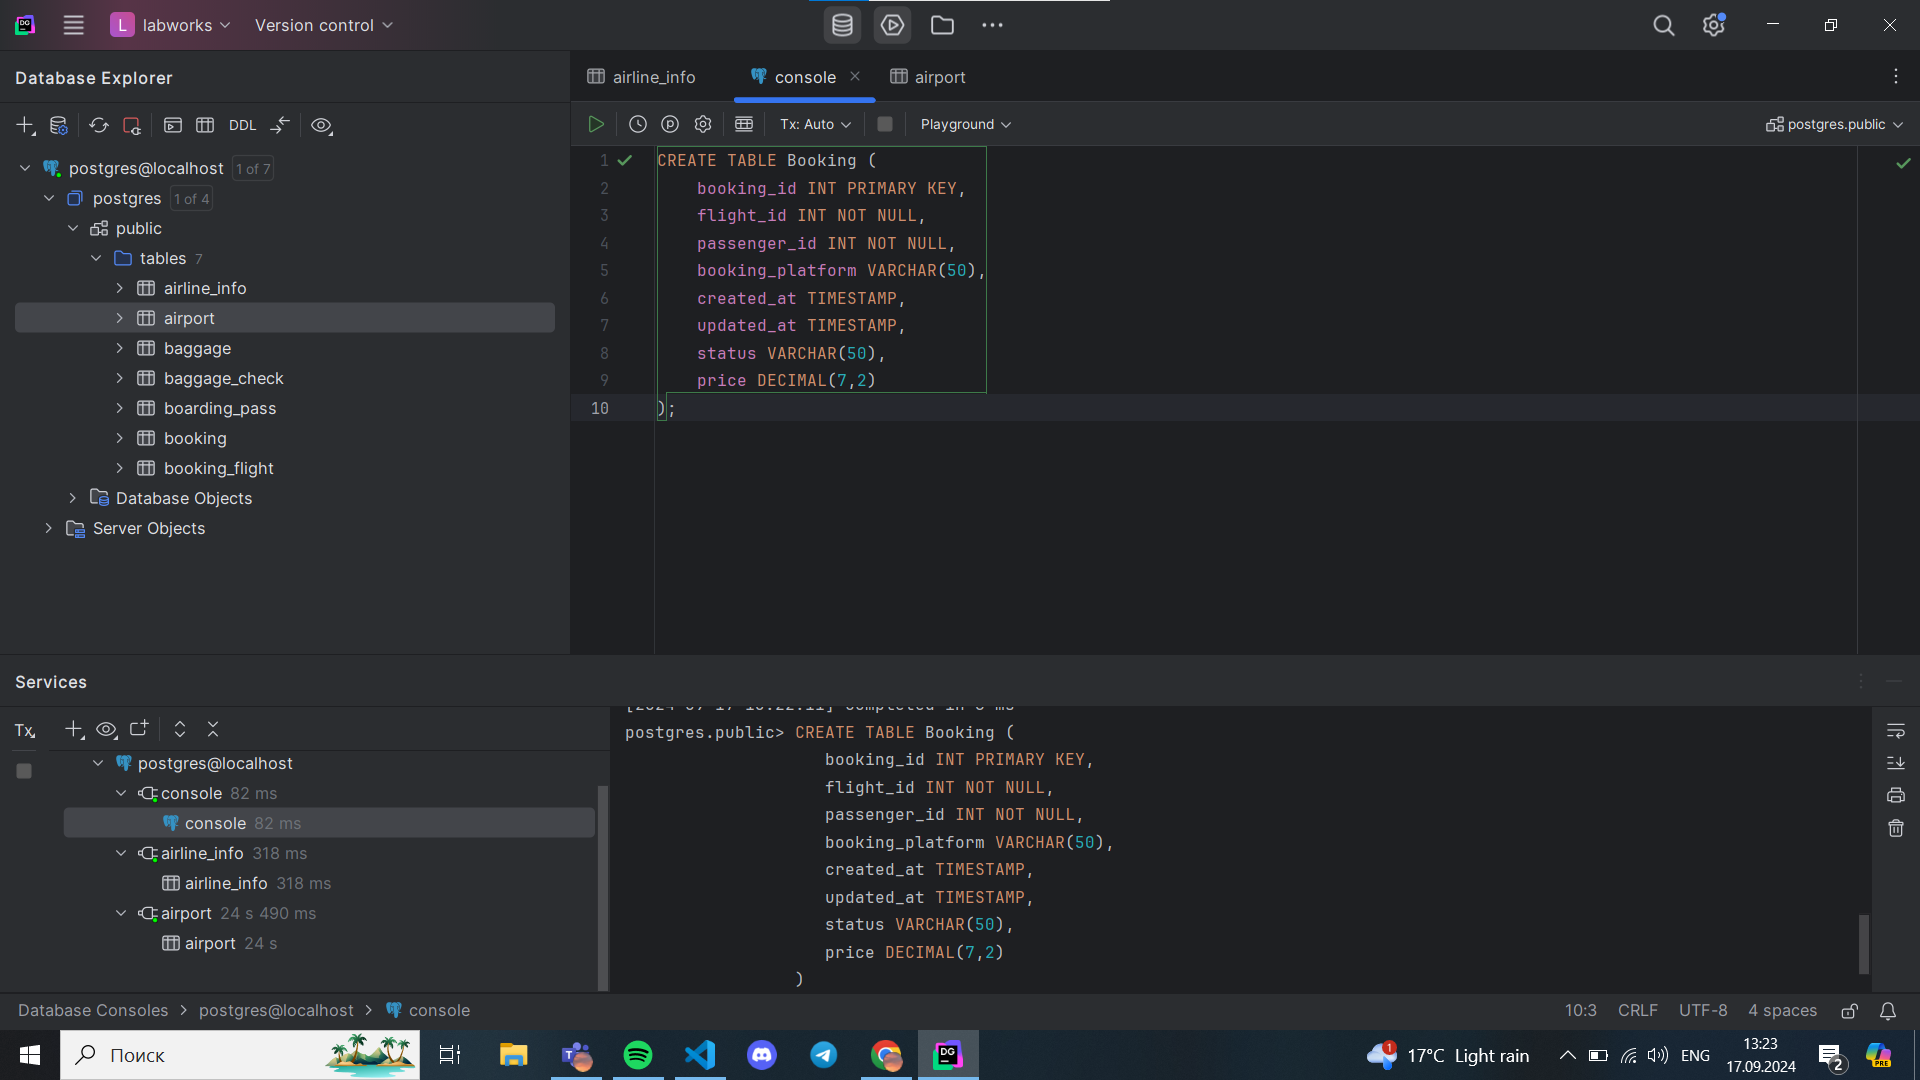 L labworks Version control
Database Explorer
airline_info console airport
DDL
Tx: Auto Playground postgres.public
postgres@localhost 1 of 7
postgres 1 of 4
public
tables 7
airline_info
airport
baggage
baggage_check
boarding_pass
booking
booking_flight
Database Objects
Server Objects
1 CREATE TABLE Booking (
2 booking_id INT PRIMARY KEY,
3 flight_id INT NOT NULL,
4 passenger_id INT NOT NULL,
5 booking_platform VARCHAR(50),
6 created_at TIMESTAMP,
7 updated_at TIMESTAMP,
8 status VARCHAR(50),
9 price DECIMAL(7,2)
10 );
Services
Tx
postgres@localhost
console 82 ms
console 82 ms
airline_info 318 ms
airline_info 318 ms
airport 24 s 490 ms
airport 24 s
postgres.public> CREATE TABLE Booking (
booking_id INT PRIMARY KEY,
flight_id INT NOT NULL,
passenger_id INT NOT NULL,
booking_platform VARCHAR(50),
created_at TIMESTAMP,
updated_at TIMESTAMP,
status VARCHAR(50),
price DECIMAL(7,2)
)
Database Consoles > postgres@localhost > console
10:3 CRLF UTF-8 4 spaces
Поиск
DG
1 17°C Light rain
ENG
13:23
17.09.2024
2
PRE